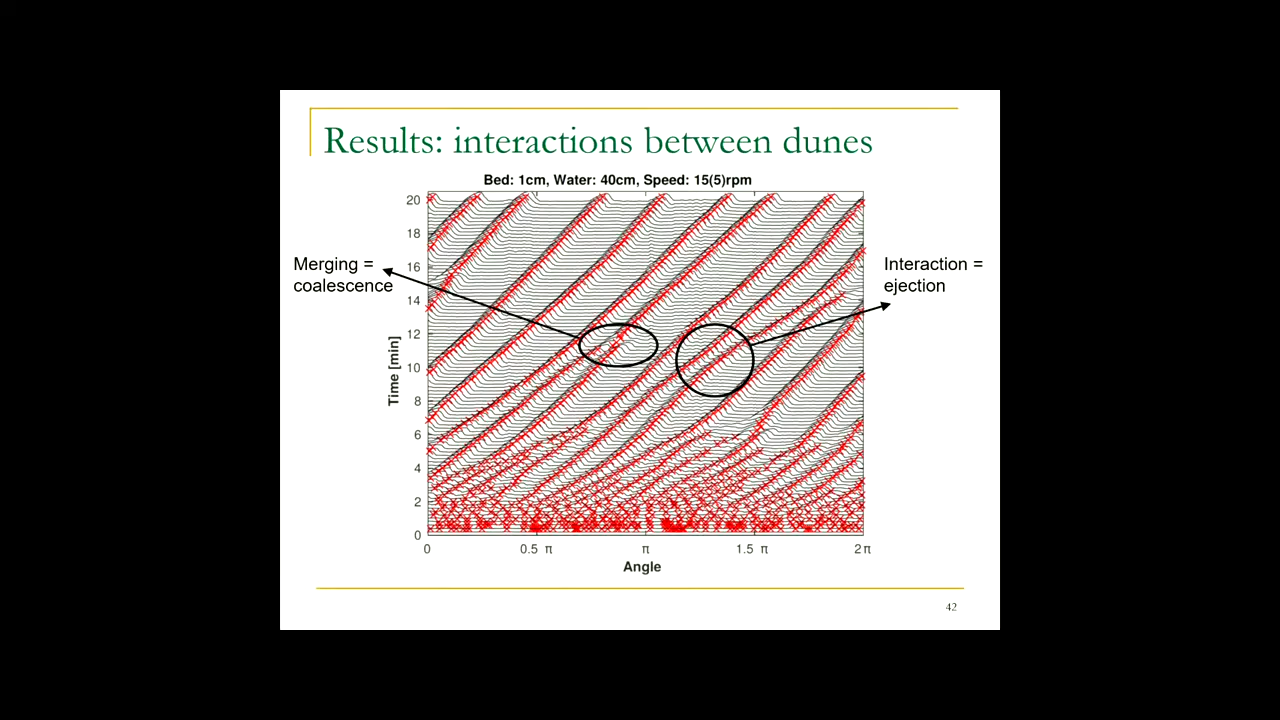 Results: interactions between dunes
Bed: 1cm, Water: 40cm, Speed: 15(5)rpm
Merging =
coalescence
Interaction =
ejection
20
18
16
14
12
10
8
6
4
2
0
Time [min]
0
0.5 π
π
1.5 π
2π
Angle
42